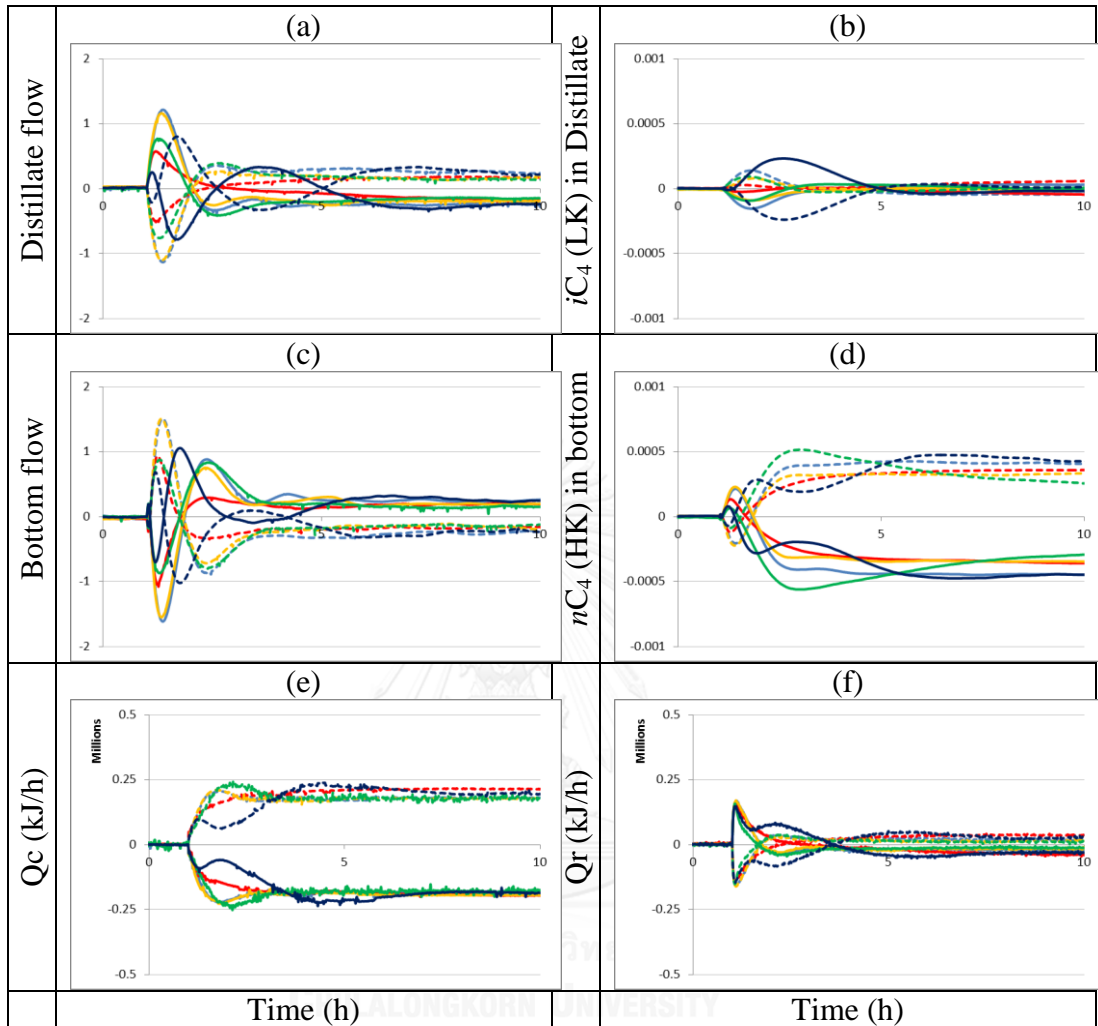 (a)
(b)
Distillate flow
2
1
0
-1
-2
0
5
10
iC₄ (LK) in Distillate
0.001
0.0005
0
-0.0005
-0.001
0
5
10
(c)
(d)
Bottom flow
2
1
0
-1
-2
0
5
10
nC₄ (HK) in bottom
0.001
0.0005
0
-0.0005
-0.001
0
5
10
(e)
(f)
Qc (kJ/h)
Millions
0.5
0.25
0
-0.25
-0.5
0
5
10
Qr (kJ/h)
Millions
0.5
0.25
0
-0.25
-0.5
0
5
10
Time (h)
Time (h)
LALONGKORN UNIVERSITY